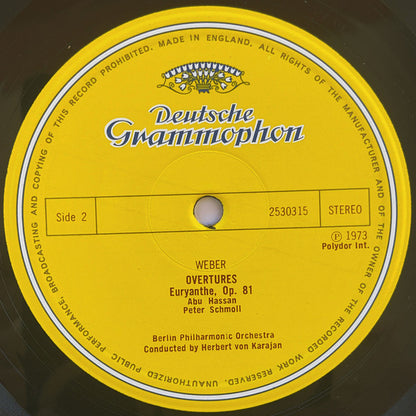 MADE IN ENGLAND. ALL RIGHTS OF THE MANUFACTURER AND OF THE OWNER OF THE RECORDED WORK RESERVED. UNAUTHORIZED PUBLIC PERFORMANCE, BROADCASTING AND COPYING OF THIS RECORD PROHIBITED.
Deutsche
Grammophon
Side 2
2530315
STEREO
℗ 1973
Polydor Int.
WEBER
OVERTURES
Euryanthe, Op. 81
Abu Hassan
Peter Schmoll
Berlin Philharmonic Orchestra
Conducted by Herbert von Karajan